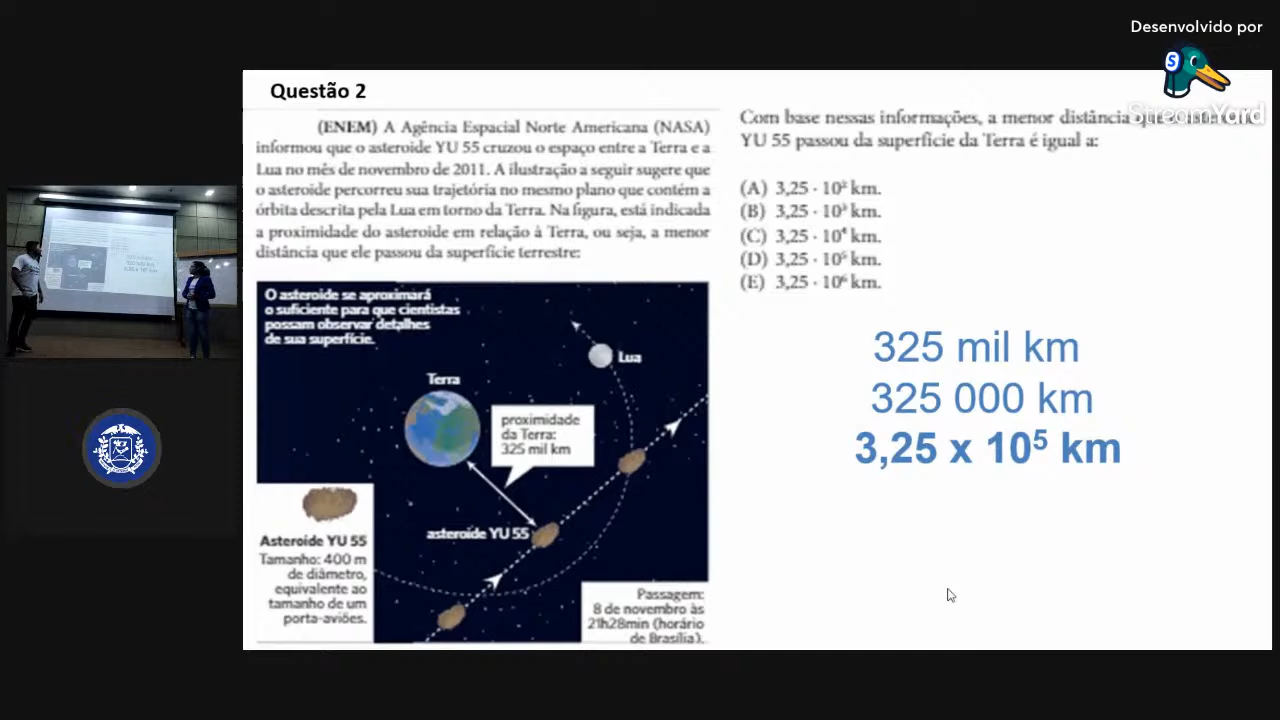 Desenvolvido por
StreamYard
Questão 2
(ENEM) A Agência Espacial Norte Americana (NASA)
informou que o asteroide YU 55 cruzou o espaço entre a Terra e a
Lua no mês de novembro de 2011. A ilustração a seguir sugere que
o asteroide percorreu sua trajetória no mesmo plano que contém a
órbita descrita pela Lua em torno da Terra. Na figura, está indicada
a proximidade do asteroide em relação à Terra, ou seja, a menor
distância que ele passou da superfície terrestre:
O asteroide se aproximará
o suficiente para que cientistas
possam observar detalhes
de sua superfície.
Lua
Terra
proximidade
da Terra:
325 mil km
asteroide YU 55
Asteroide YU 55
Tamanho: 400 m
de diâmetro,
equivalente ao
tamanho de um
porta-aviões.
Passagem:
8 de novembro às
21h28min (horário
de Brasília).
Com base nessas informações, a menor distância
YU 55 passou da superfície da Terra é igual a:
(A) 3,25 · 10² km.
(B) 3,25 · 10³ km.
(C) 3,25 · 10⁴ km.
(D) 3,25 · 10⁵ km.
(E) 3,25 · 10⁶ km.
325 mil km
325 000 km
3,25 x 10⁵ km